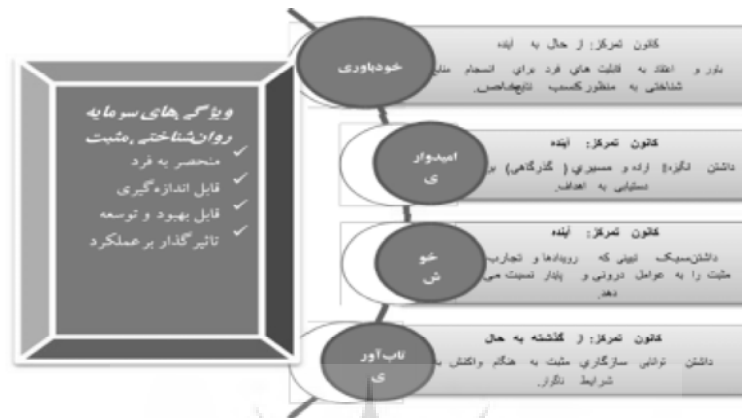 ویژگی‌های سرمایه
روان‌شناختی مثبت
منحصر به فرد
قابل اندازه‌گیری
قابل بهبود و توسعه
تاثیرگذار بر عملکرد
خودباوری
کانون تمرکز: از حال به آینده
باور و اعتقاد به قابلیت های فرد برای انسجام منابع
شناختی به منظور کسب نتایج خاص.
امیدوار
ی
کانون تمرکز: آینده
داشتن انگیزه( اراده و مسیری ( گذرگاهی) بر
دستیابی به اهداف.
خو
ش
کانون تمرکز: آینده
داشتن سبک تبیینی که رویدادها و تجارب
مثبت را به عوامل درونی و پایدار نسبت می
دهد.
تاب‌آور
ی
کانون تمرکز: از گذشته به حال
داشتن توانایی سازگاری مثبت به هنگام واکنش به
شرایط ناگوار.